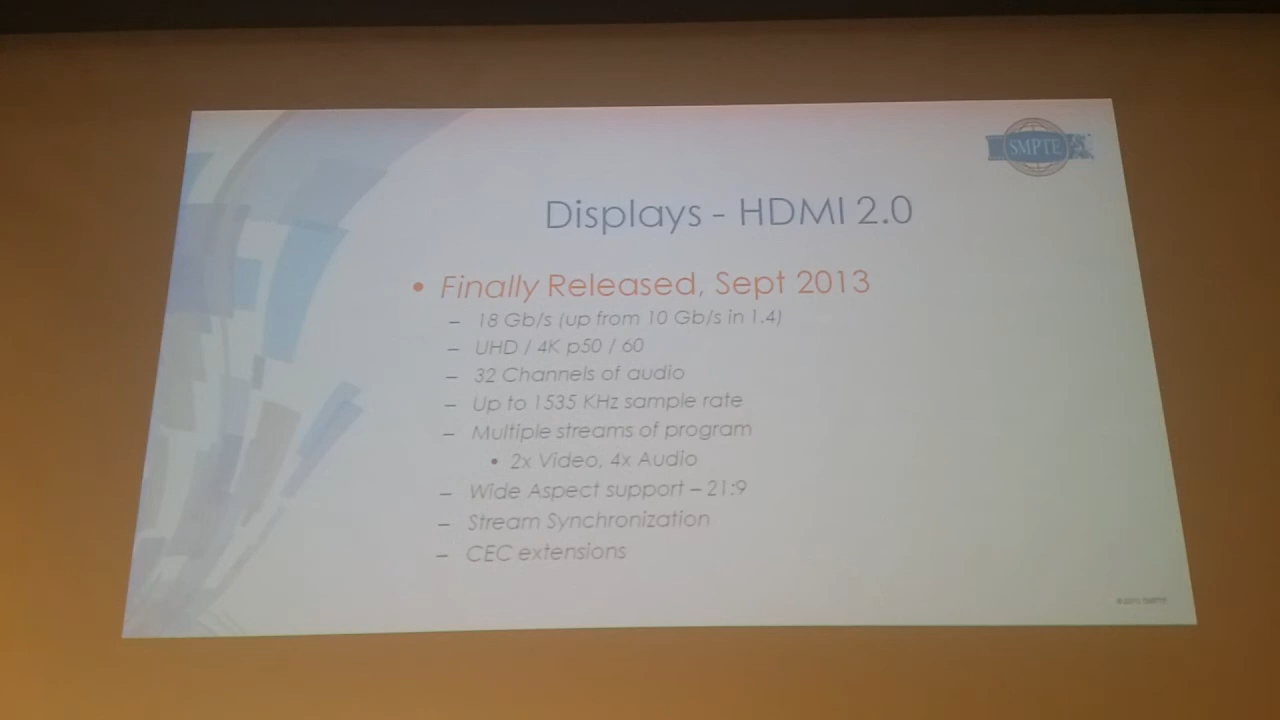 SMPTE
Displays - HDMI 2.0
• Finally Released, Sept 2013
– 18 Gb/s (up from 10 Gb/s in 1.4)
– UHD / 4K p50 / 60
– 32 Channels of audio
– Up to 1535 KHz sample rate
– Multiple streams of program
• 2x Video, 4x Audio
– Wide Aspect support – 21:9
– Stream Synchronization
– CEC extensions